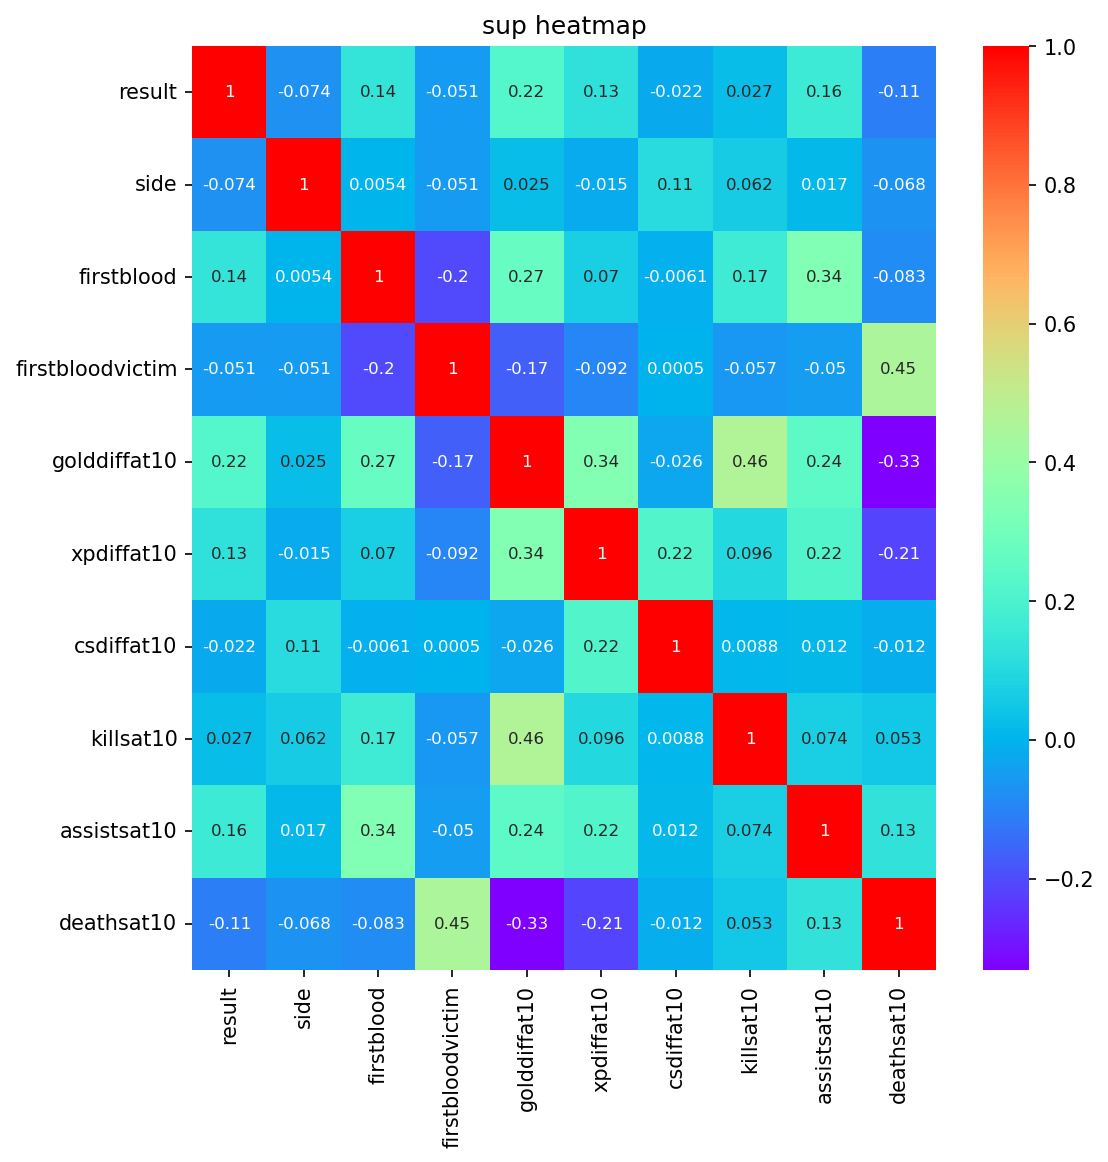 sup heatmap
result 1 -0.074 0.14 -0.051 0.22 0.13 -0.022 0.027 0.16 -0.11
side -0.074 1 0.0054 -0.051 0.025 -0.015 0.11 0.062 0.017 -0.068
firstblood 0.14 0.0054 1 -0.2 0.27 0.07 -0.0061 0.17 0.34 -0.083
firstbloodvictim -0.051 -0.051 -0.2 1 -0.17 -0.092 0.0005 -0.057 -0.05 0.45
golddiffat10 0.22 0.025 0.27 -0.17 1 0.34 -0.026 0.46 0.24 -0.33
xpdiffat10 0.13 -0.015 0.07 -0.092 0.34 1 0.22 0.096 0.22 -0.21
csdiffat10 -0.022 0.11 -0.0061 0.0005 -0.026 0.22 1 0.0088 0.012 -0.012
killsat10 0.027 0.062 0.17 -0.057 0.46 0.096 0.0088 1 0.074 0.053
assistsat10 0.16 0.017 0.34 -0.05 0.24 0.22 0.012 0.074 1 0.13
deathsat10 -0.11 -0.068 -0.083 0.45 -0.33 -0.21 -0.012 0.053 0.13 1
result
side
firstblood
firstbloodvictim
golddiffat10
xpdiffat10
csdiffat10
killsat10
assistsat10
deathsat10
1.0
0.8
0.6
0.4
0.2
0.0
−0.2